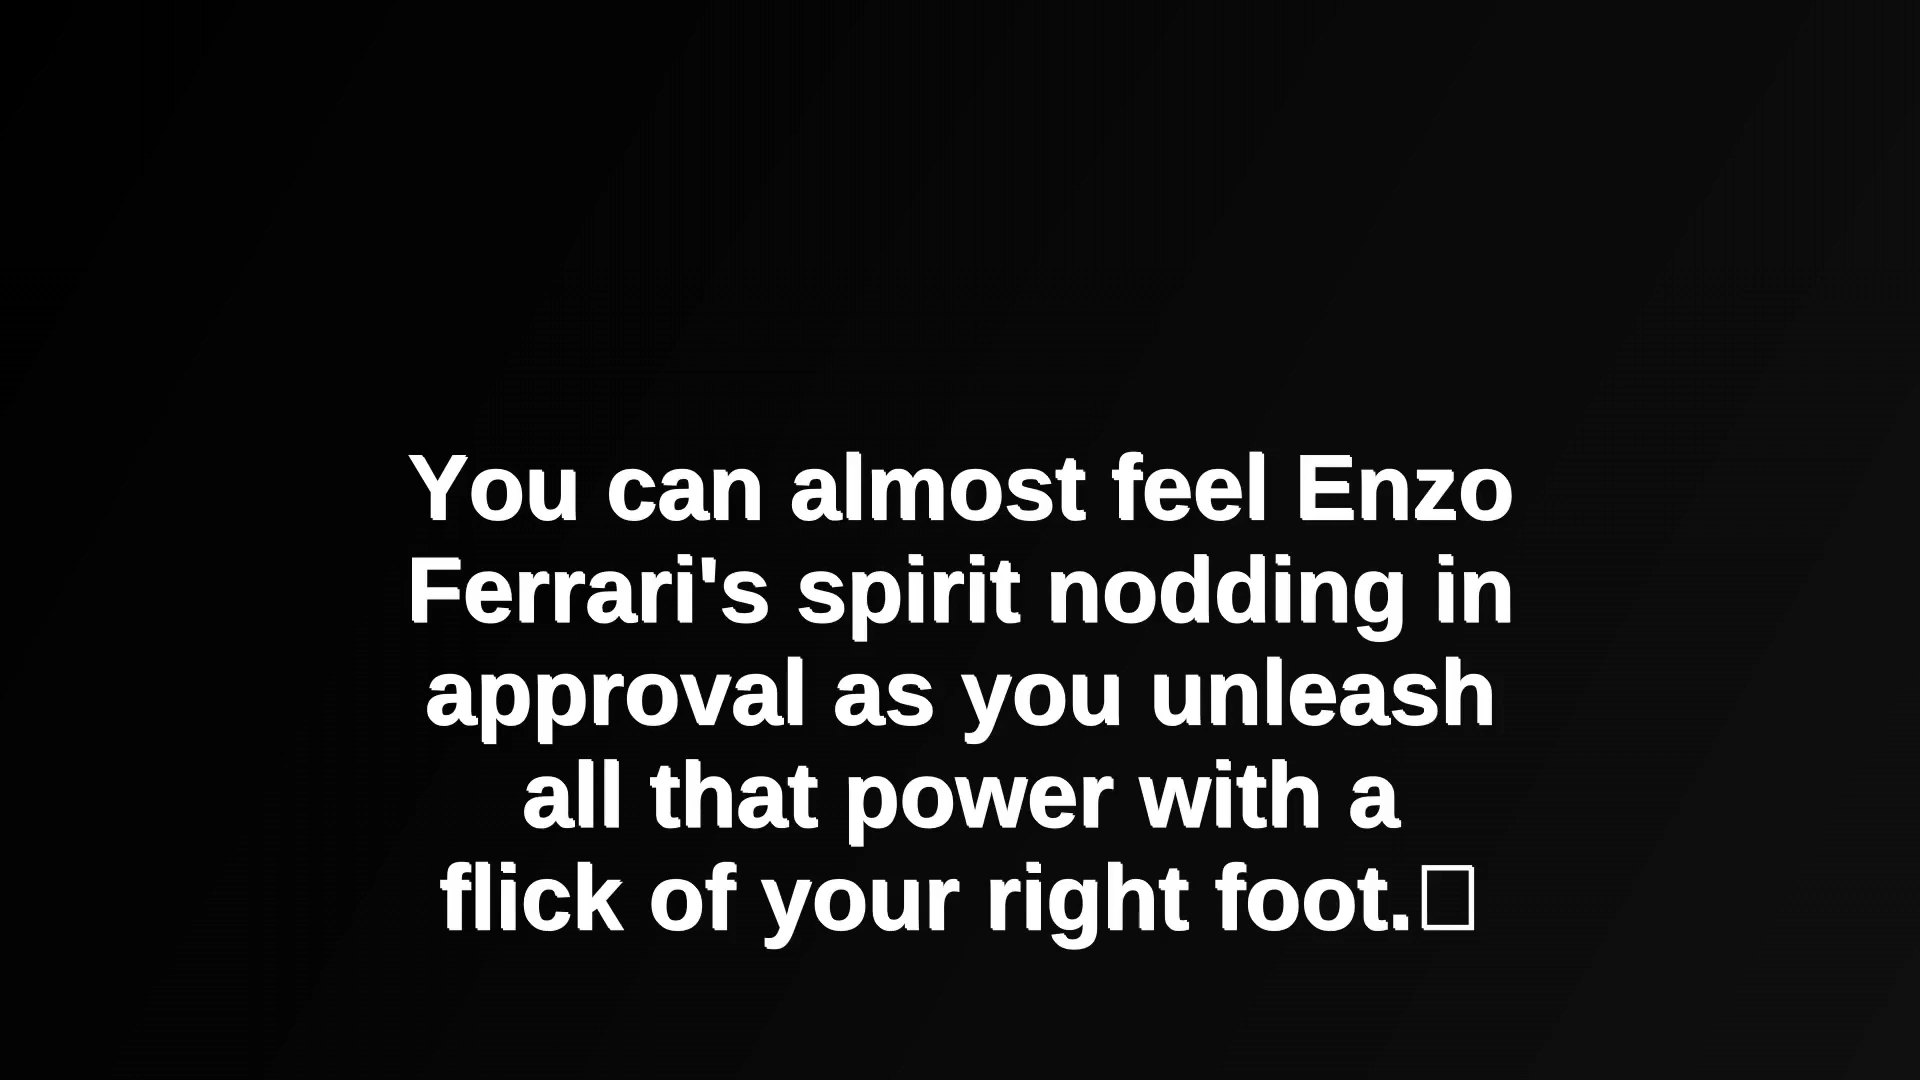 You can almost feel Enzo
Ferrari's spirit nodding in
approval as you unleash
all that power with a
flick of your right foot.